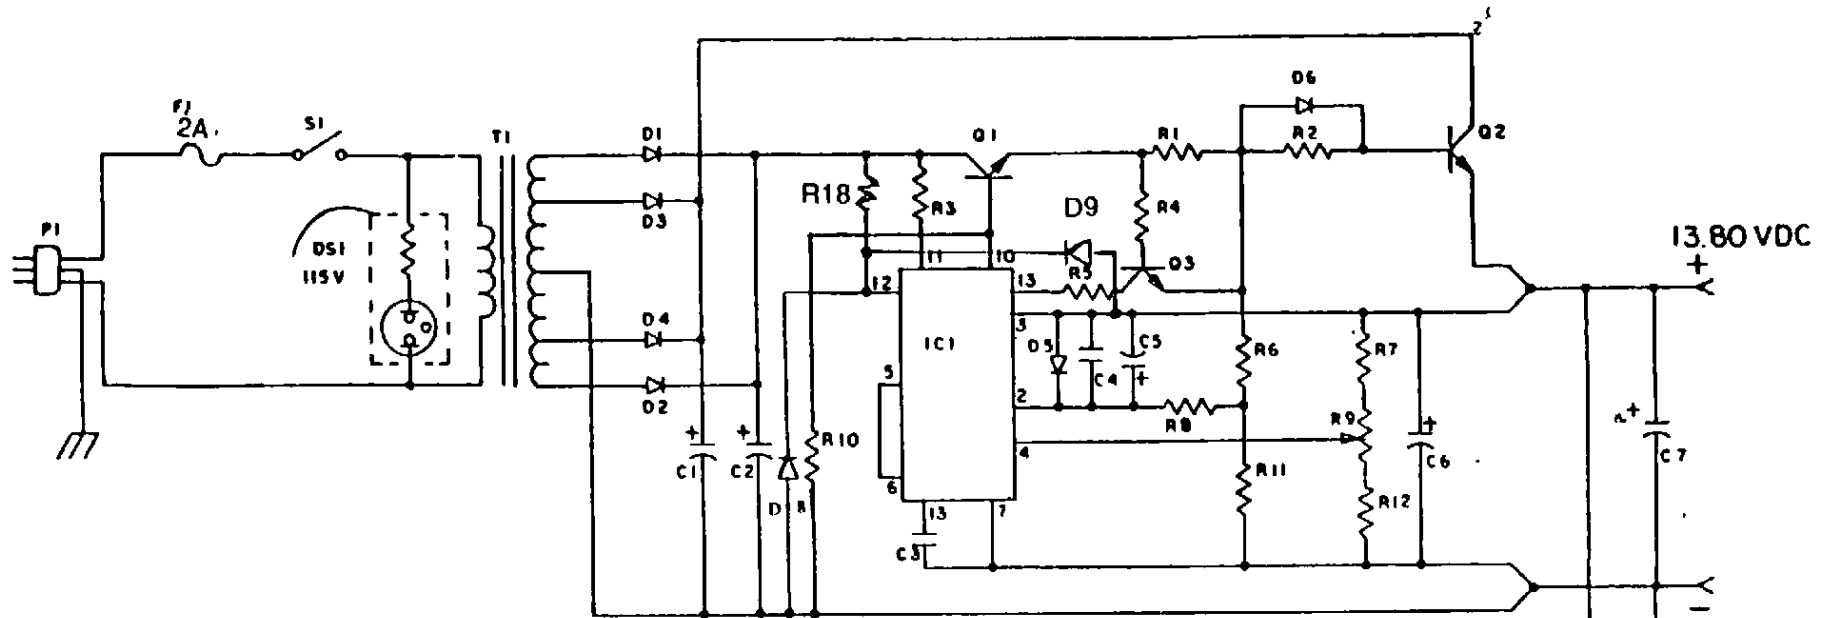 2
D6
F1
2A
S1
T1
D1
Q1
R1
R2
Q2
R18
D3
R3
D9
R4
P1
DS1
115V
13.80 VDC
+
11
10
Q3
R5
12
13
D4
3
IC1
D5
C5
R6
R7
5
C4
+
D2
2
R8
R9
+
+
+
+
R10
4
C1
C2
R11
C6
C7
6
R12
13
7
C3
−